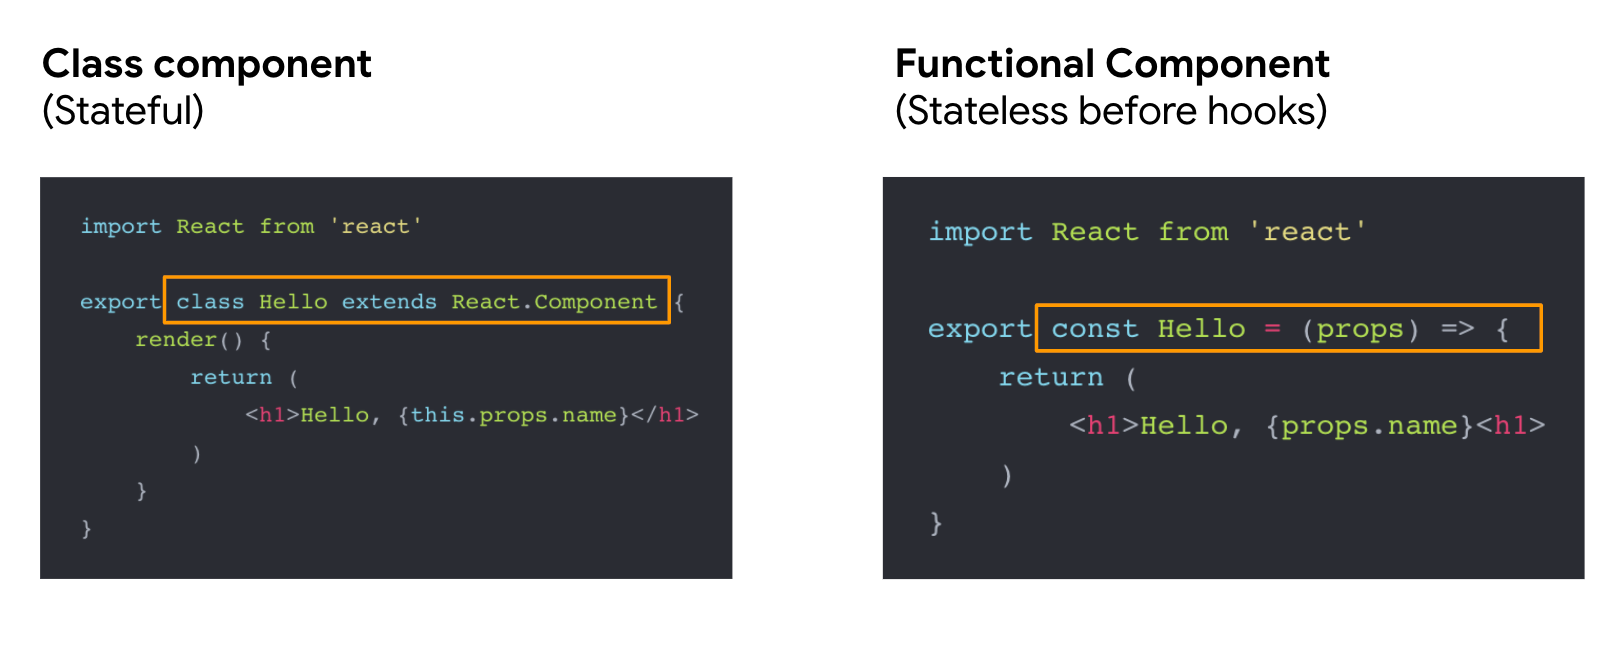 Class component
(Stateful)
import React from 'react'
export class Hello extends React.Component {
render() {
return (
<h1>Hello, {this.props.name}</h1>
)
}
}
Functional Component
(Stateless before hooks)
import React from 'react'
export const Hello = (props) => {
return (
<h1>Hello, {props.name}<h1>
)
}